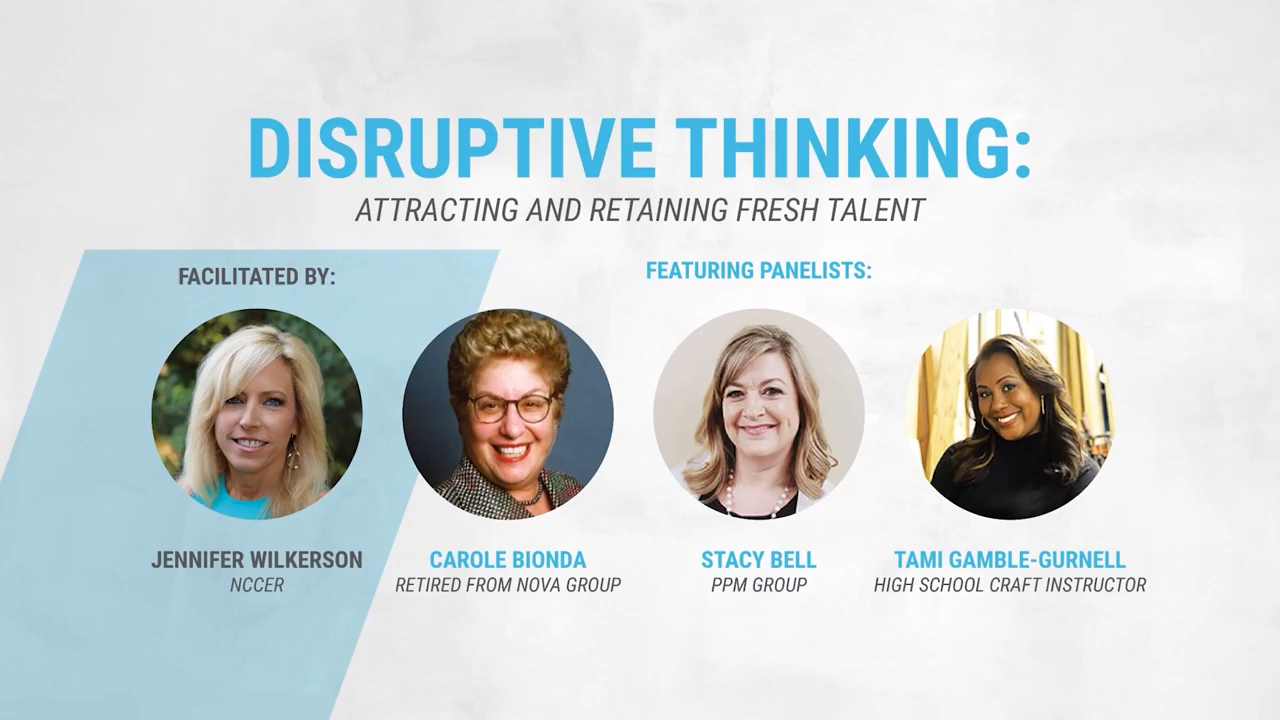 DISRUPTIVE THINKING:
ATTRACTING AND RETAINING FRESH TALENT
FACILITATED BY:
FEATURING PANELISTS:
JENNIFER WILKERSON
NCCER
CAROLE BIONDA
RETIRED FROM NOVA GROUP
STACY BELL
PPM GROUP
TAMI GAMBLE-GURNELL
HIGH SCHOOL CRAFT INSTRUCTOR